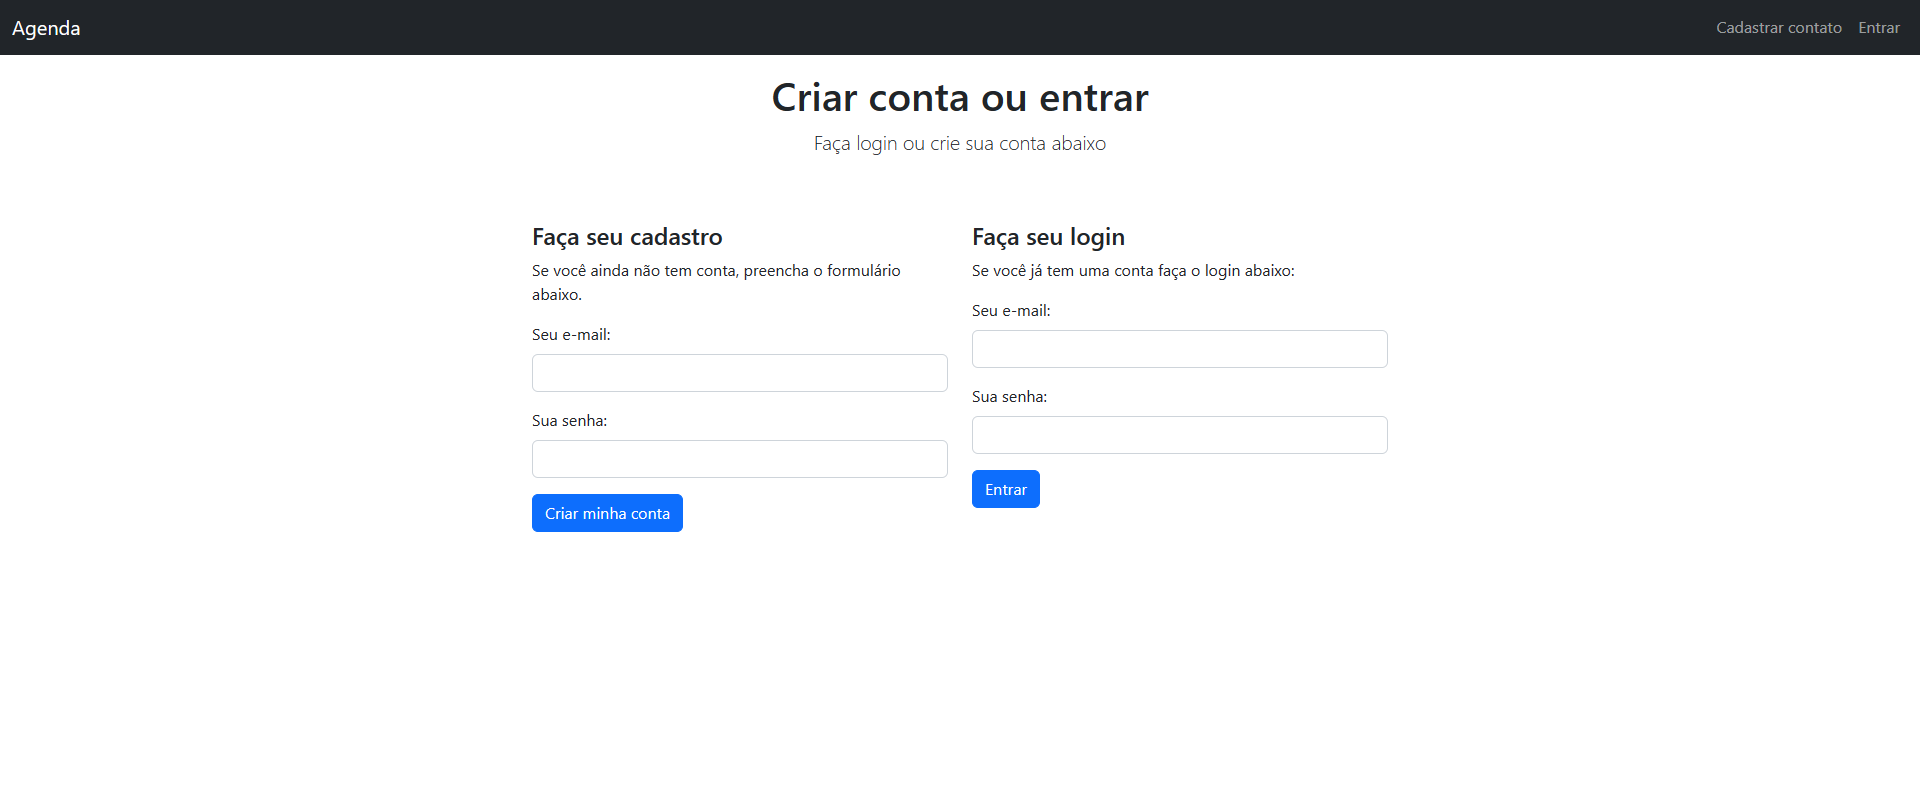 Agenda
Cadastrar contato
Entrar
Criar conta ou entrar
Faça login ou crie sua conta abaixo
Faça seu cadastro
Se você ainda não tem conta, preencha o formulário
abaixo.
Seu e-mail:
Sua senha:
Criar minha conta
Faça seu login
Se você já tem uma conta faça o login abaixo:
Seu e-mail:
Sua senha:
Entrar